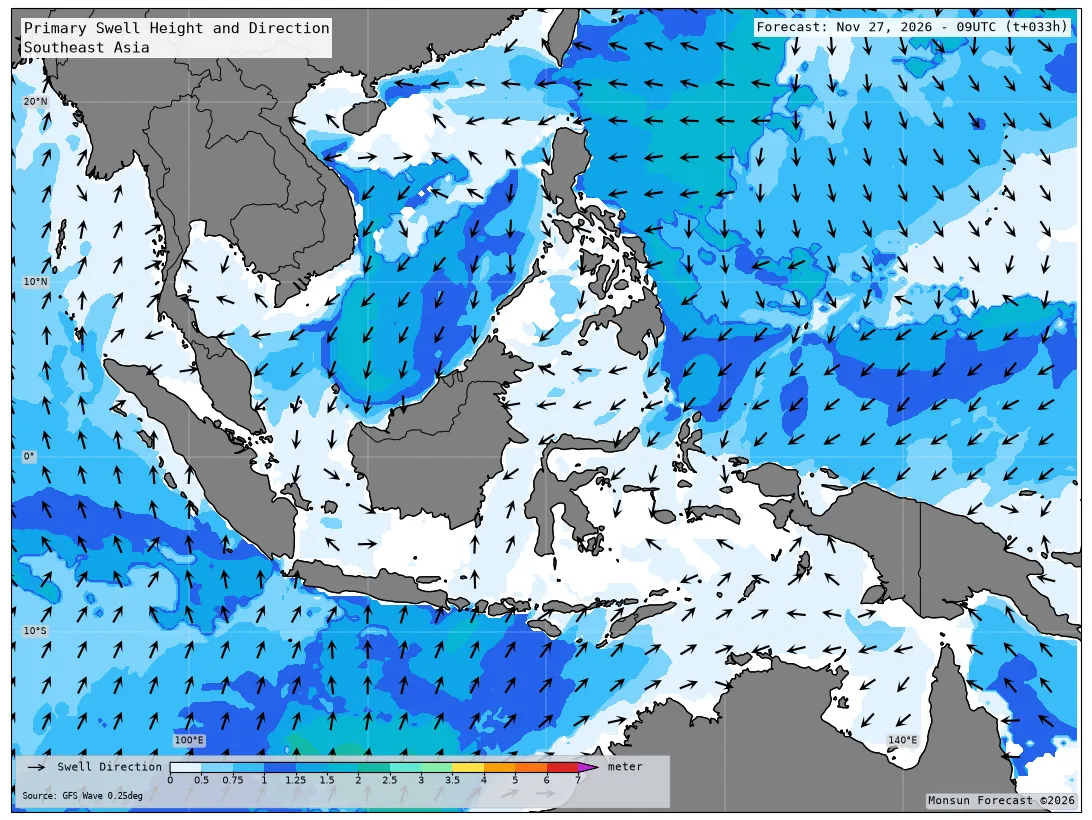 Primary Swell Height and Direction
Southeast Asia
Forecast: Nov 27, 2026 - 09UTC (t+033h)
20°N
10°N
0°
10°S
100°E
140°E
Swell Direction
meter
0 0.5 0.75 1 1.25 1.5 2 2.5 3 3.5 4 5 6 7
Source: GFS Wave 0.25deg
Monsun Forecast ©2026